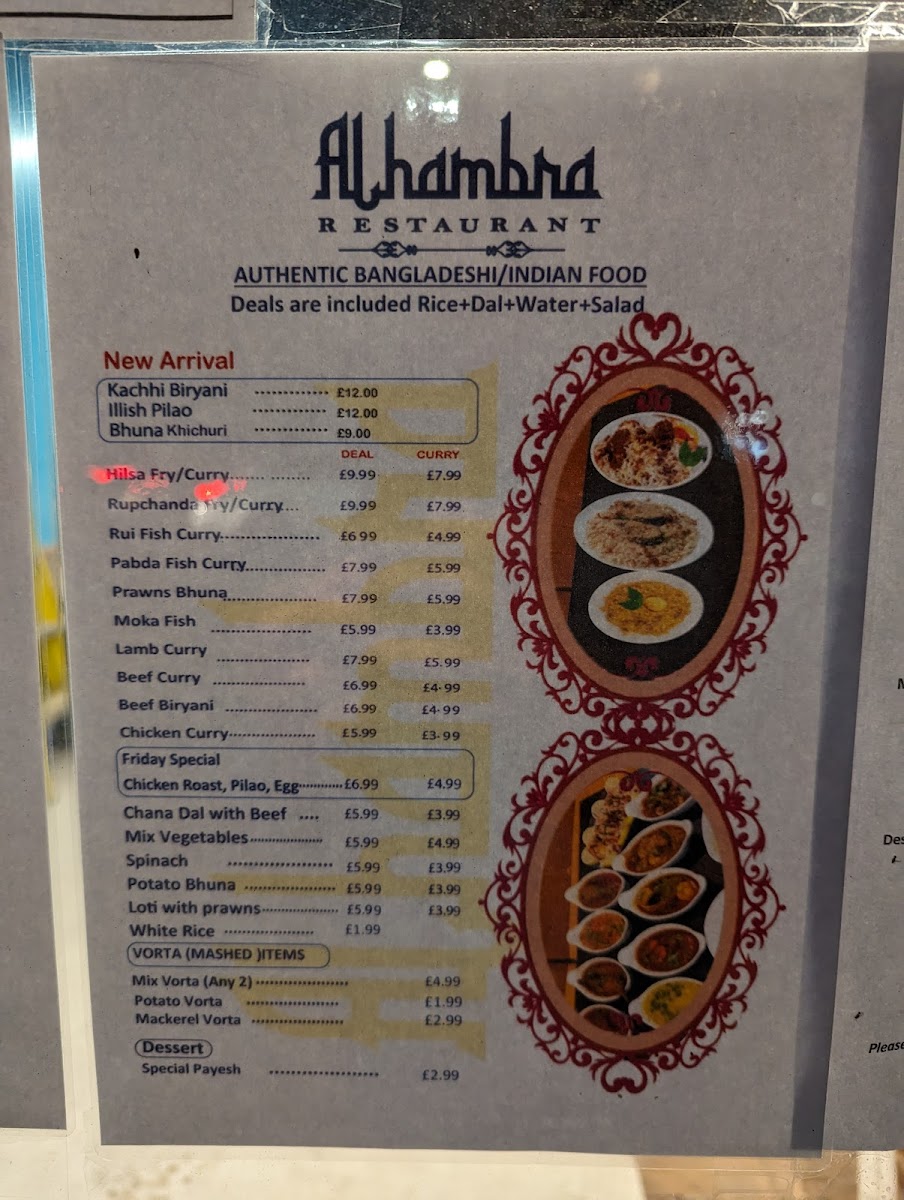 Alhambra
RESTAURANT
AUTHENTIC BANGLADESHI/INDIAN FOOD
Deals are included Rice+Dal+Water+Salad
New Arrival
Kachhi Biryani ............ £12.00
Illish Pilao ............ £12.00
Bhuna Khichuri ............ £9.00
DEAL CURRY
Hilsa Fry/Curry....... ........ £9.99 £7.99
Rupchanda Fry/Curry.... £9.99 £7.99
Rui Fish Curry.................... £6 99 £4.99
Pabda Fish Curry................ £7.99 £5.99
Prawns Bhuna.................... £7.99 £5.99
Moka Fish .................... £5.99 £3.99
Lamb Curry .................. £7.99 £5.99
Beef Curry .................. £6.99 £4.99
Beef Biryani .................. £6.99 £4.99
Chicken Curry................. £5.99 £3.99
Friday Special
Chicken Roast, Pilao, Egg............ £6.99 £4.99
Chana Dal with Beef .... £5.99 £3.99
Mix Vegetables................. £5.99 £4.99
Spinach .................... £5.99 £3.99
Potato Bhuna .................. £5.99 £3.99
Loti with prawns................ £5.99 £3.99
White Rice .................. £1.99
VORTA (MASHED )ITEMS
Mix Vorta (Any 2) .................. £4.99
Potato Vorta .................. £1.99
Mackerel Vorta .................. £2.99
Dessert
Special Payesh .................... £2.99
Please